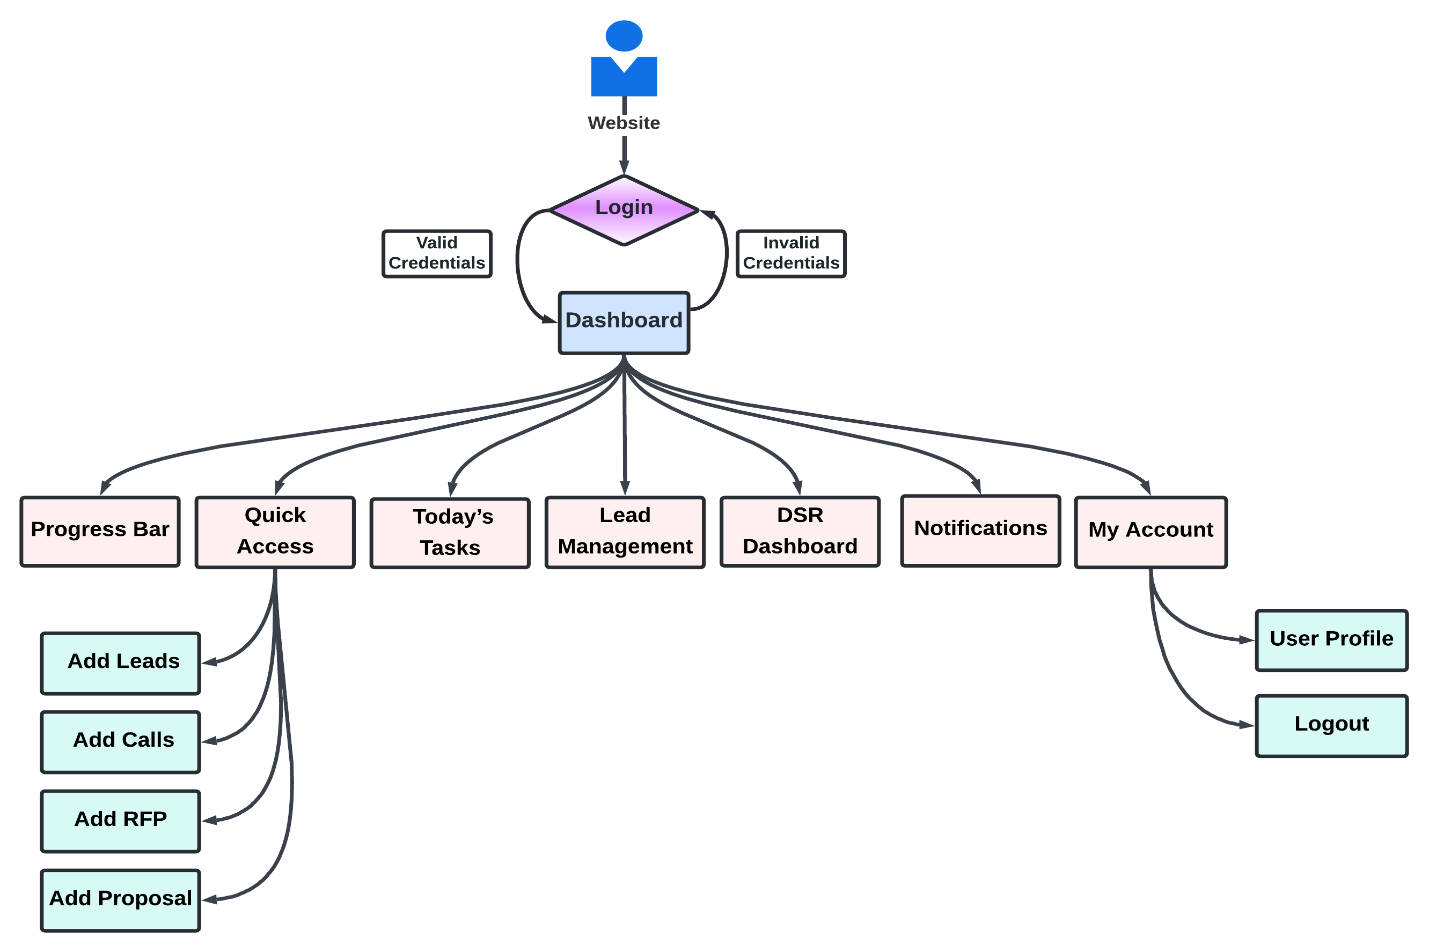 Website
Login
Valid
Credentials
Invalid
Credentials
Dashboard
Progress Bar
Quick
Access
Today's
Tasks
Lead
Management
DSR
Dashboard
Notifications
My Account
Add Leads
Add Calls
Add RFP
Add Proposal
User Profile
Logout